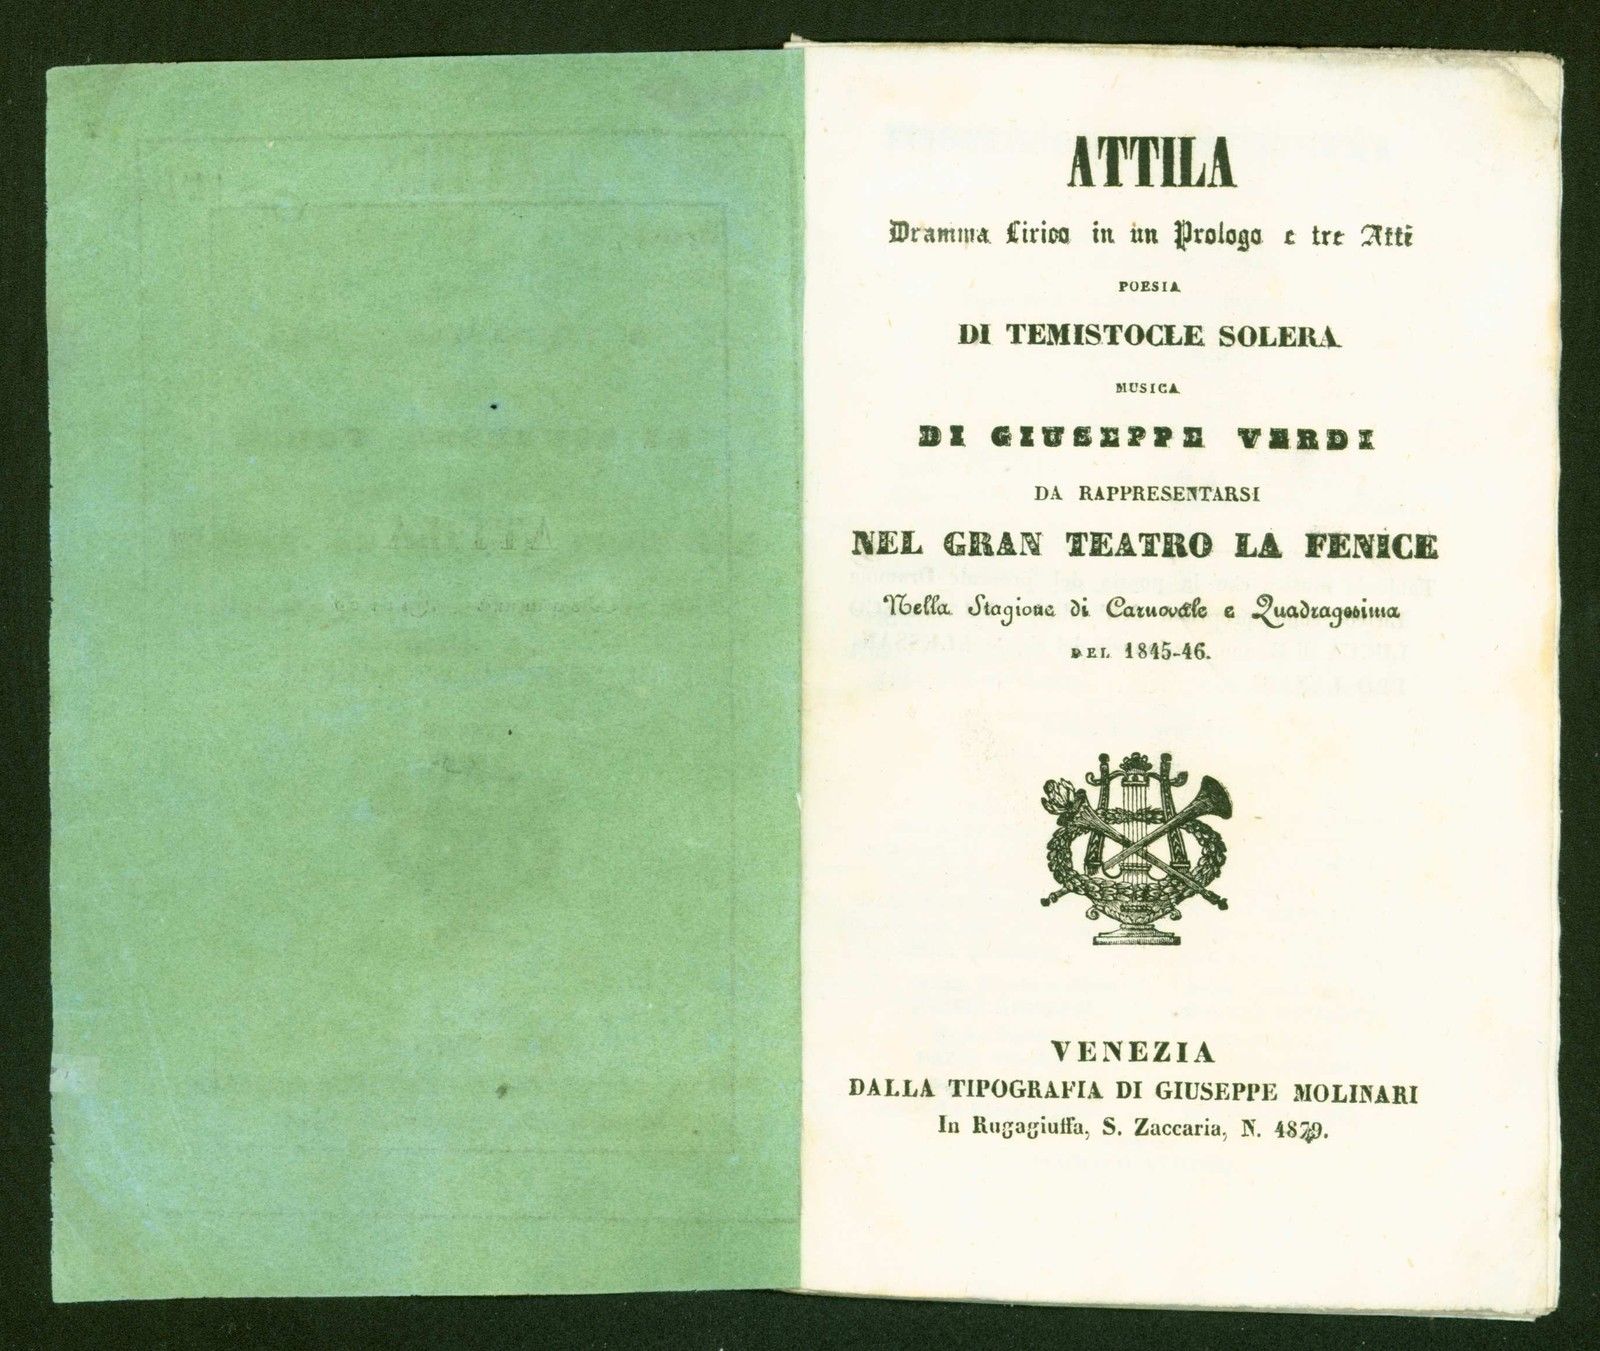 ATTILA
Dramma Lirico in un Prologo e tre Atti
POESIA
DI TEMISTOCLE SOLERA
MUSICA
DI GIUSEPPE VERDI
DA RAPPRESENTARSI
NEL GRAN TEATRO LA FENICE
Nella Stagione di Carnovale e Quadragesima
DEL 1845-46.
VENEZIA
DALLA TIPOGRAFIA DI GIUSEPPE MOLINARI
In Rugagiuffa, S. Zaccaria, N. 4879.